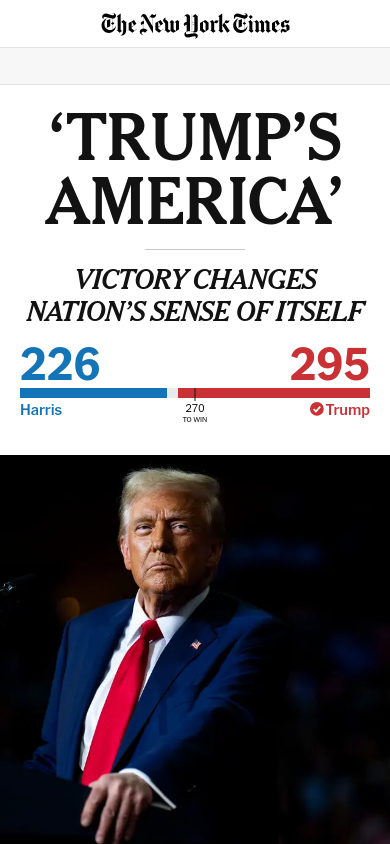 The New York Times
‘TRUMP’S
AMERICA’
VICTORY CHANGES
NATION’S SENSE OF ITSELF
226
295
Harris
270
TO WIN
Trump